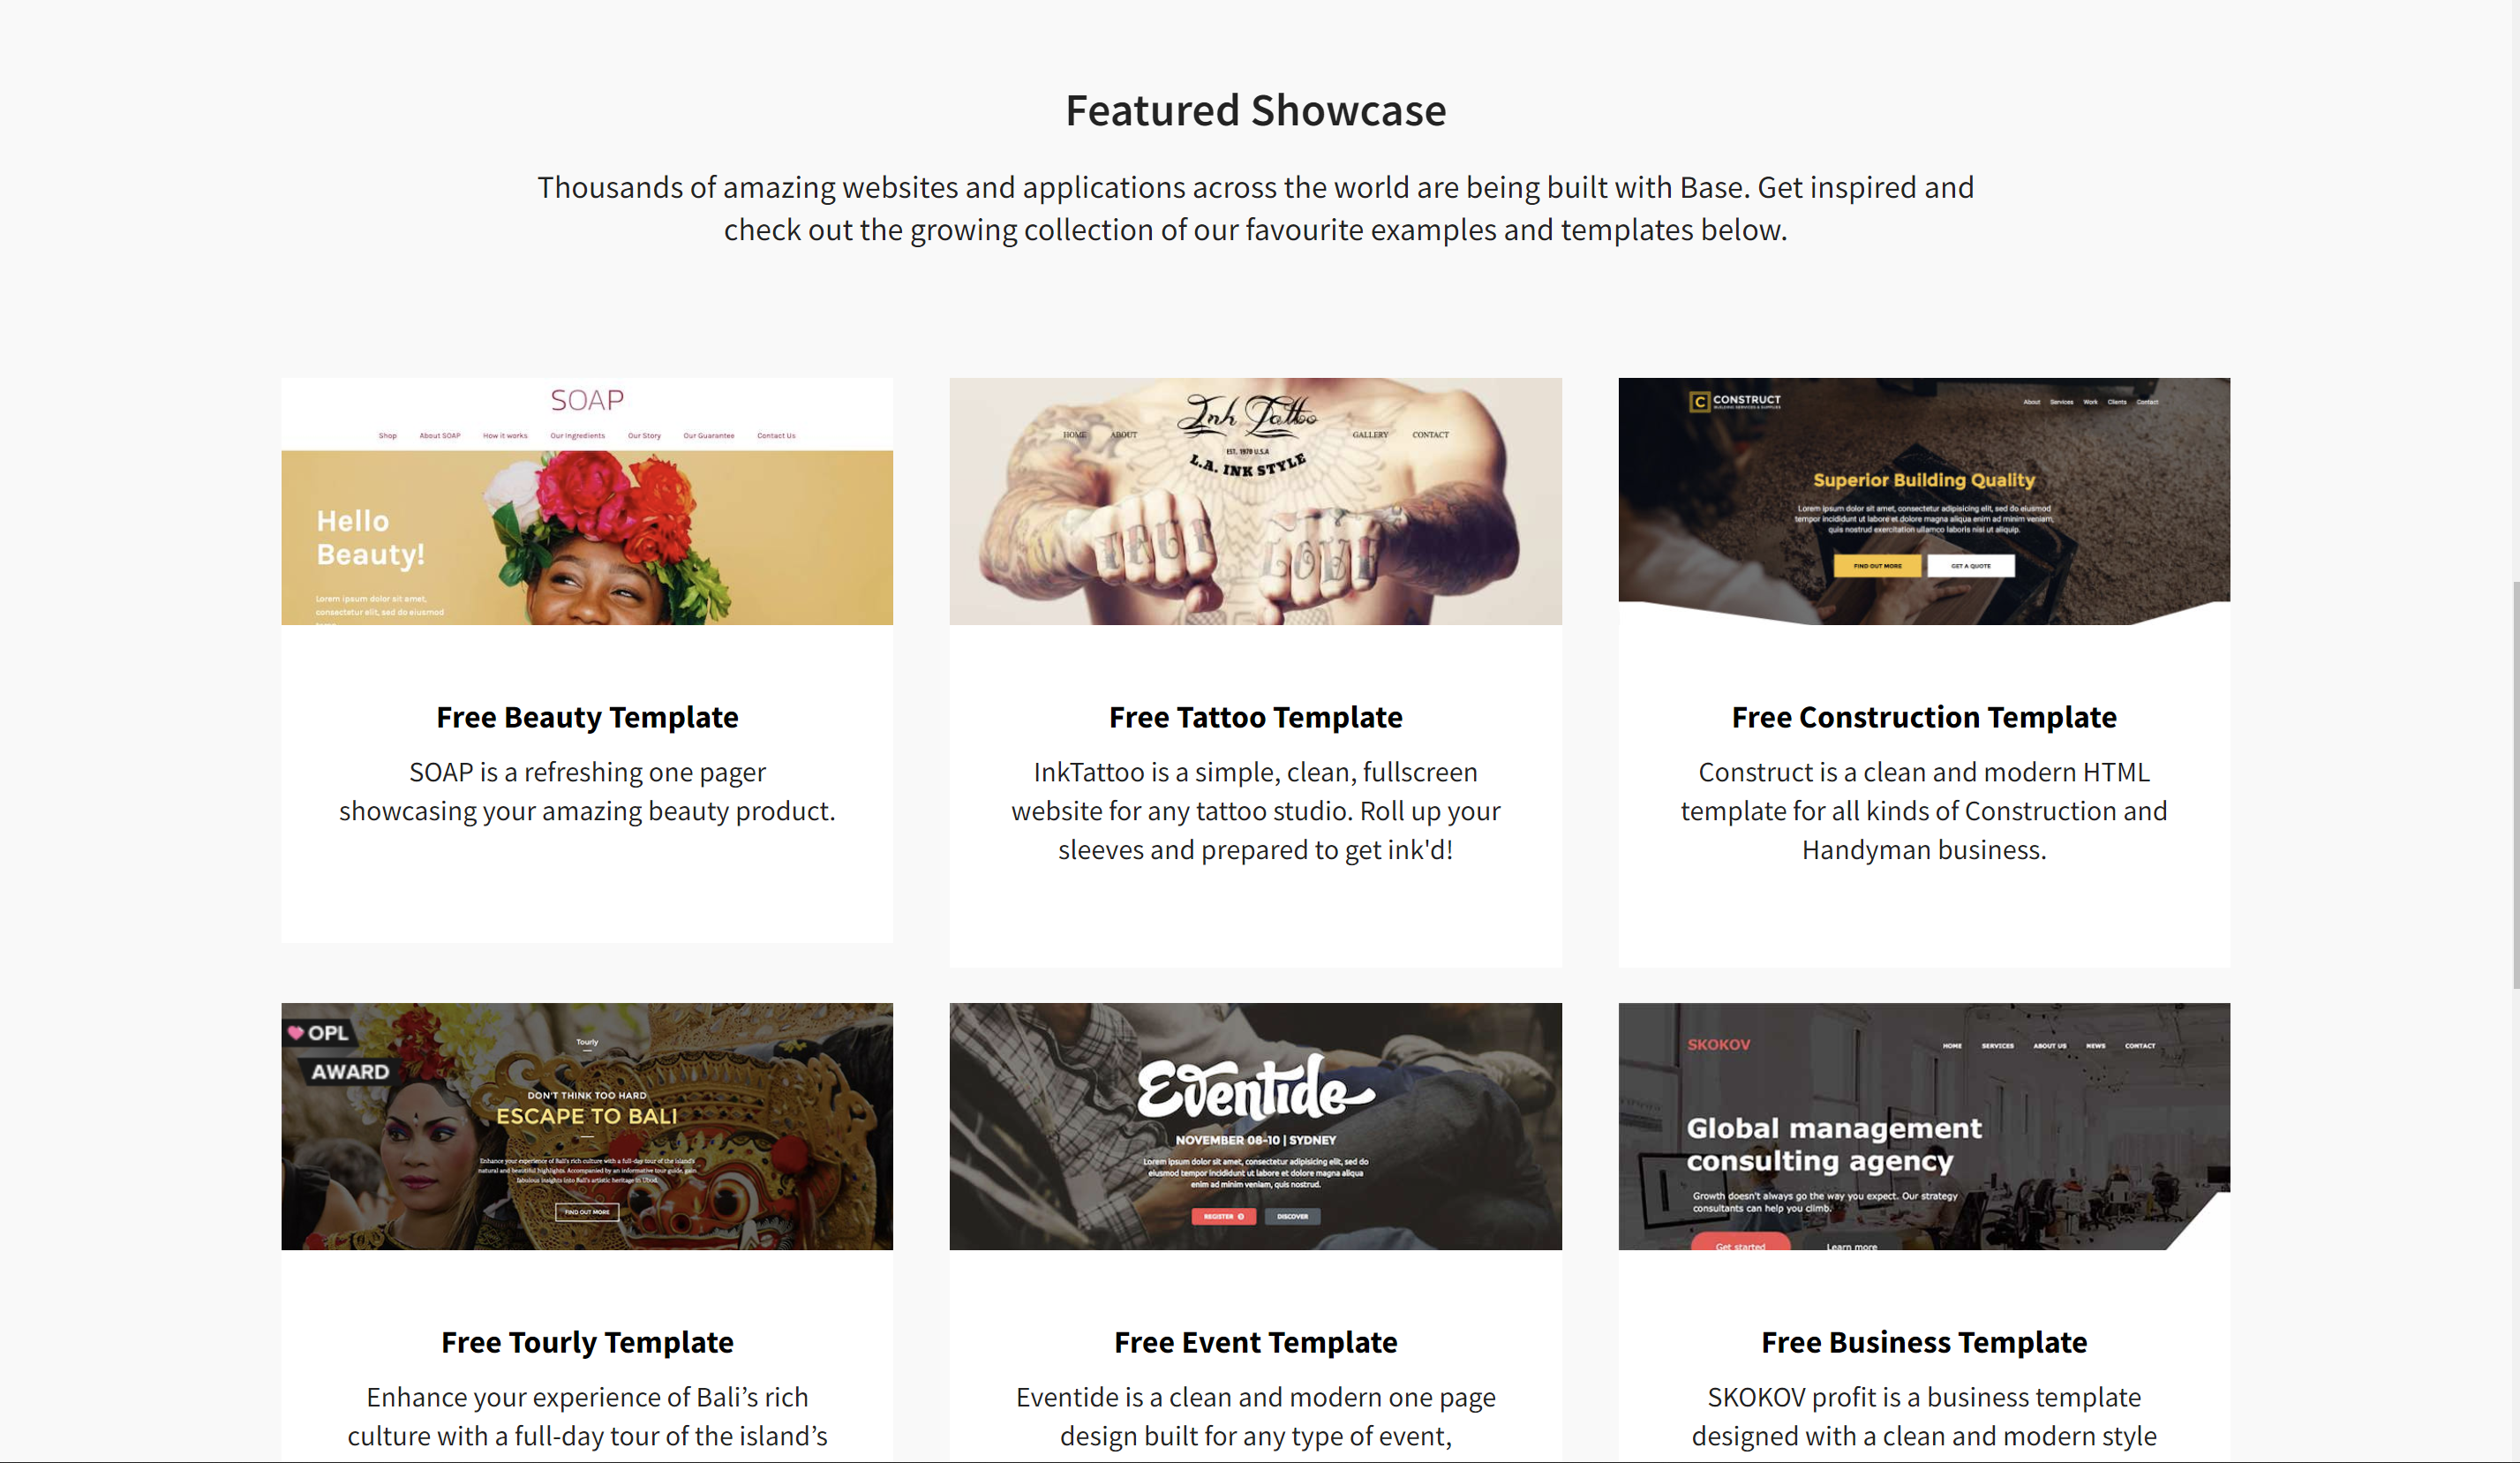 Featured Showcase
Thousands of amazing websites and applications across the world are being built with Base. Get inspired and
check out the growing collection of our favourite examples and templates below.
SOAP
Shop About SOAP How it works Our Ingredients Our Story Our Guarantee Contact Us
Hello
Beauty!
Lorem ipsum dolor sit amet,
consectetur elit, sed do eiusmod
Free Beauty Template
SOAP is a refreshing one pager
showcasing your amazing beauty product.
Ink Tattoo
HOME ABOUT GALLERY CONTACT
EST. 1970 U.S.A
L.A. INK STYLE
TRUE LOVE
Free Tattoo Template
InkTattoo is a simple, clean, fullscreen
website for any tattoo studio. Roll up your
sleeves and prepared to get ink'd!
C CONSTRUCT
BUILDING SERVICES & SUPPLIES
About Services Work Clients Contact
Superior Building Quality
Lorem ipsum dolor sit amet, consectetur adipisicing elit, sed do eiusmod
tempor incididunt ut labore et dolore magna aliqua enim ad minim veniam,
quis nostrud exercitation ullamco laboris nisi ut aliquip.
FIND OUT MORE GET A QUOTE
Free Construction Template
Construct is a clean and modern HTML
template for all kinds of Construction and
Handyman business.
OPL
AWARD
Tourly
DON'T THINK TOO HARD
ESCAPE TO BALI
Enhance your experience of Bali's rich culture with a full-day tour of the island's
natural and beautiful highlights. Accompanied by an informative tour guide, gain
fabulous insights into Bali's artistic heritage in Ubud.
FIND OUT MORE
Free Tourly Template
Enhance your experience of Bali’s rich
culture with a full-day tour of the island’s
Eventide
NOVEMBER 08-10 | SYDNEY
Lorem ipsum dolor sit amet, consectetur adipisicing elit, sed do
eiusmod tempor incididunt ut labore et dolore magna aliqua
enim ad minim veniam, quis nostrud.
REGISTER DISCOVER
Free Event Template
Eventide is a clean and modern one page
design built for any type of event,
SKOKOV
HOME SERVICES ABOUT US NEWS CONTACT
Global management
consulting agency
Growth doesn't always go the way you expect. Our strategy
consultants can help you climb.
Get started Learn more
Free Business Template
SKOKOV profit is a business template
designed with a clean and modern style